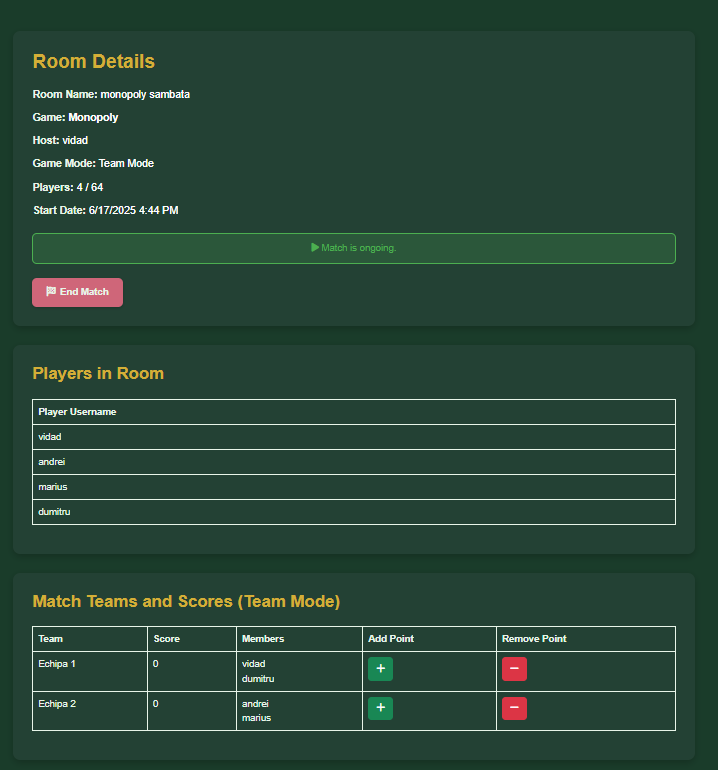 Room Details
Room Name: monopoly sambata
Game: Monopoly
Host: vidad
Game Mode: Team Mode
Players: 4 / 64
Start Date: 6/17/2025 4:44 PM
Match is ongoing.
End Match
Players in Room
Player Username
vidad
andrei
marius
dumitru
Match Teams and Scores (Team Mode)
Team Score Members Add Point Remove Point
Echipa 1 0 vidad + −
dumitru
Echipa 2 0 andrei + −
marius